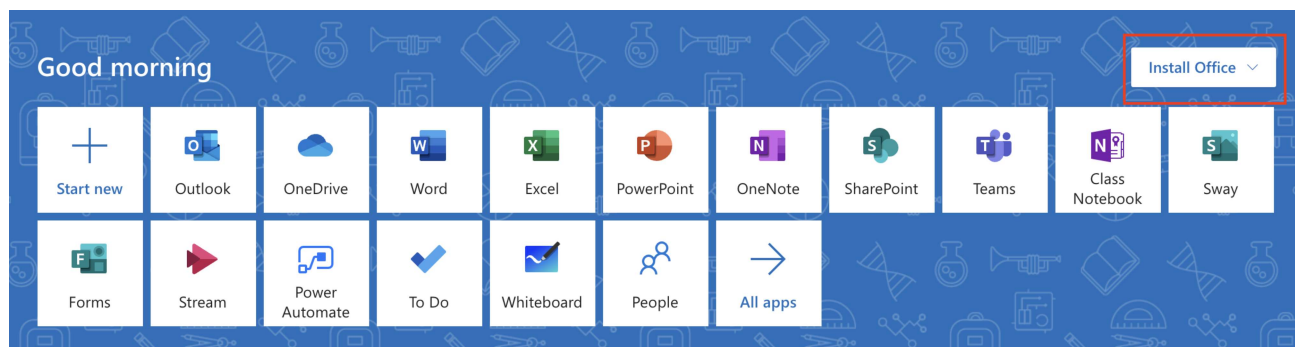 Good morning
Install Office
Start new
Outlook
OneDrive
Word
Excel
PowerPoint
OneNote
SharePoint
Teams
Class
Notebook
Sway
Forms
Stream
Power
Automate
To Do
Whiteboard
People
All apps